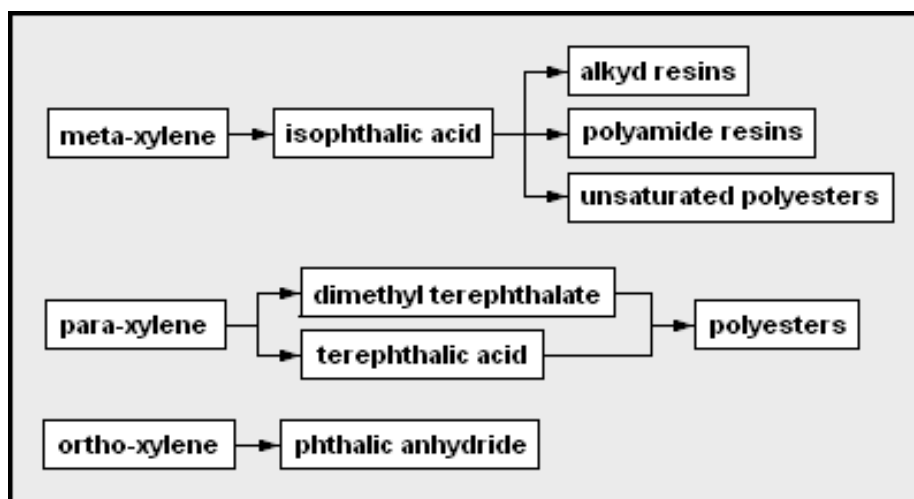 alkyd resins
meta-xylene
isophthalic acid
polyamide resins
unsaturated polyesters
dimethyl terephthalate
para-xylene
polyesters
terephthalic acid
ortho-xylene
phthalic anhydride